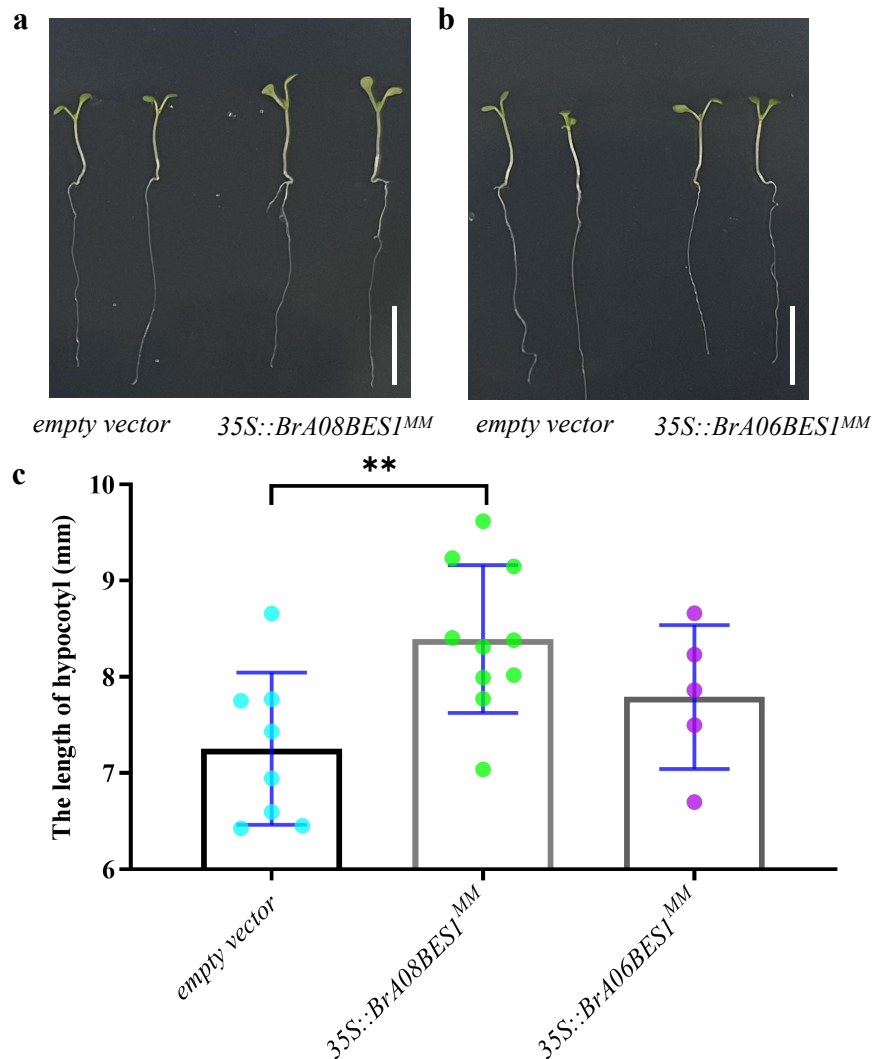 a
b
empty vector 35S::BrA08BES1ᴹᴹ
empty vector 35S::BrA06BES1ᴹᴹ
c
**
The length of hypocotyl (mm)
10
9
8
7
6
empty vector
35S::BrA08BES1ᴹᴹ
35S::BrA06BES1ᴹᴹ